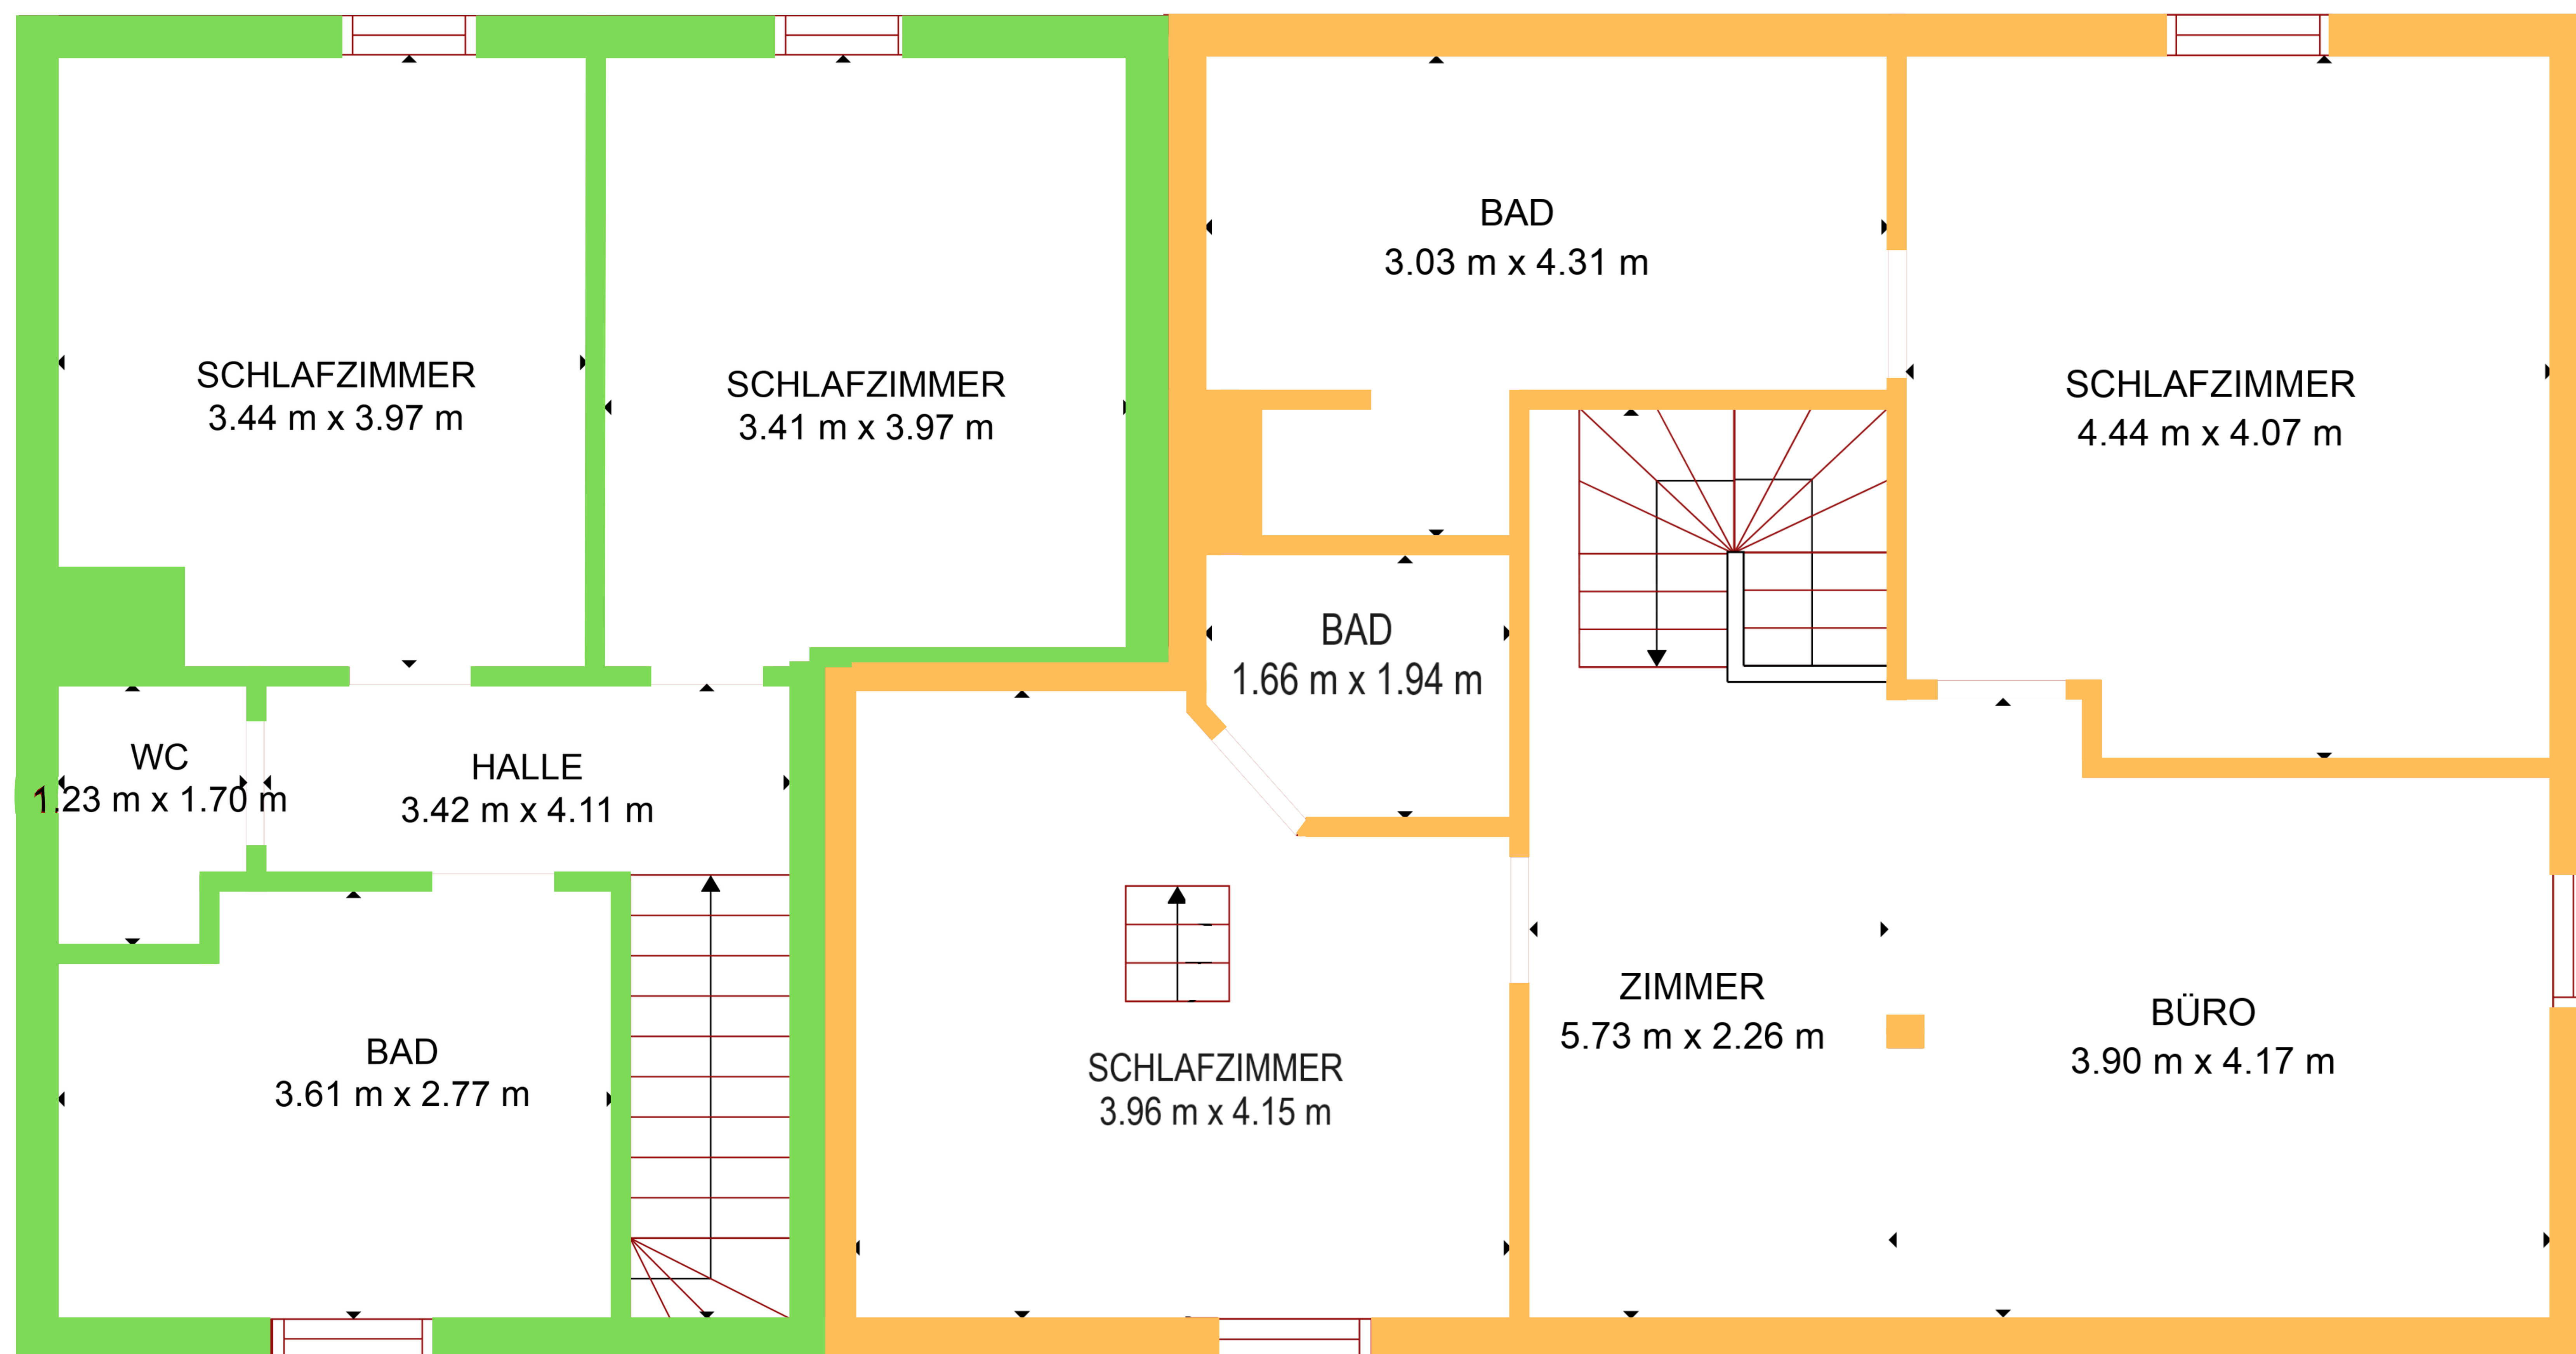 SCHLAFZIMMER
3.44 m x 3.97 m
SCHLAFZIMMER
3.41 m x 3.97 m
BAD
3.03 m x 4.31 m
SCHLAFZIMMER
4.44 m x 4.07 m
BAD
1.66 m x 1.94 m
WC
1.23 m x 1.70 m
HALLE
3.42 m x 4.11 m
BAD
3.61 m x 2.77 m
SCHLAFZIMMER
3.96 m x 4.15 m
ZIMMER
5.73 m x 2.26 m
BÜRO
3.90 m x 4.17 m